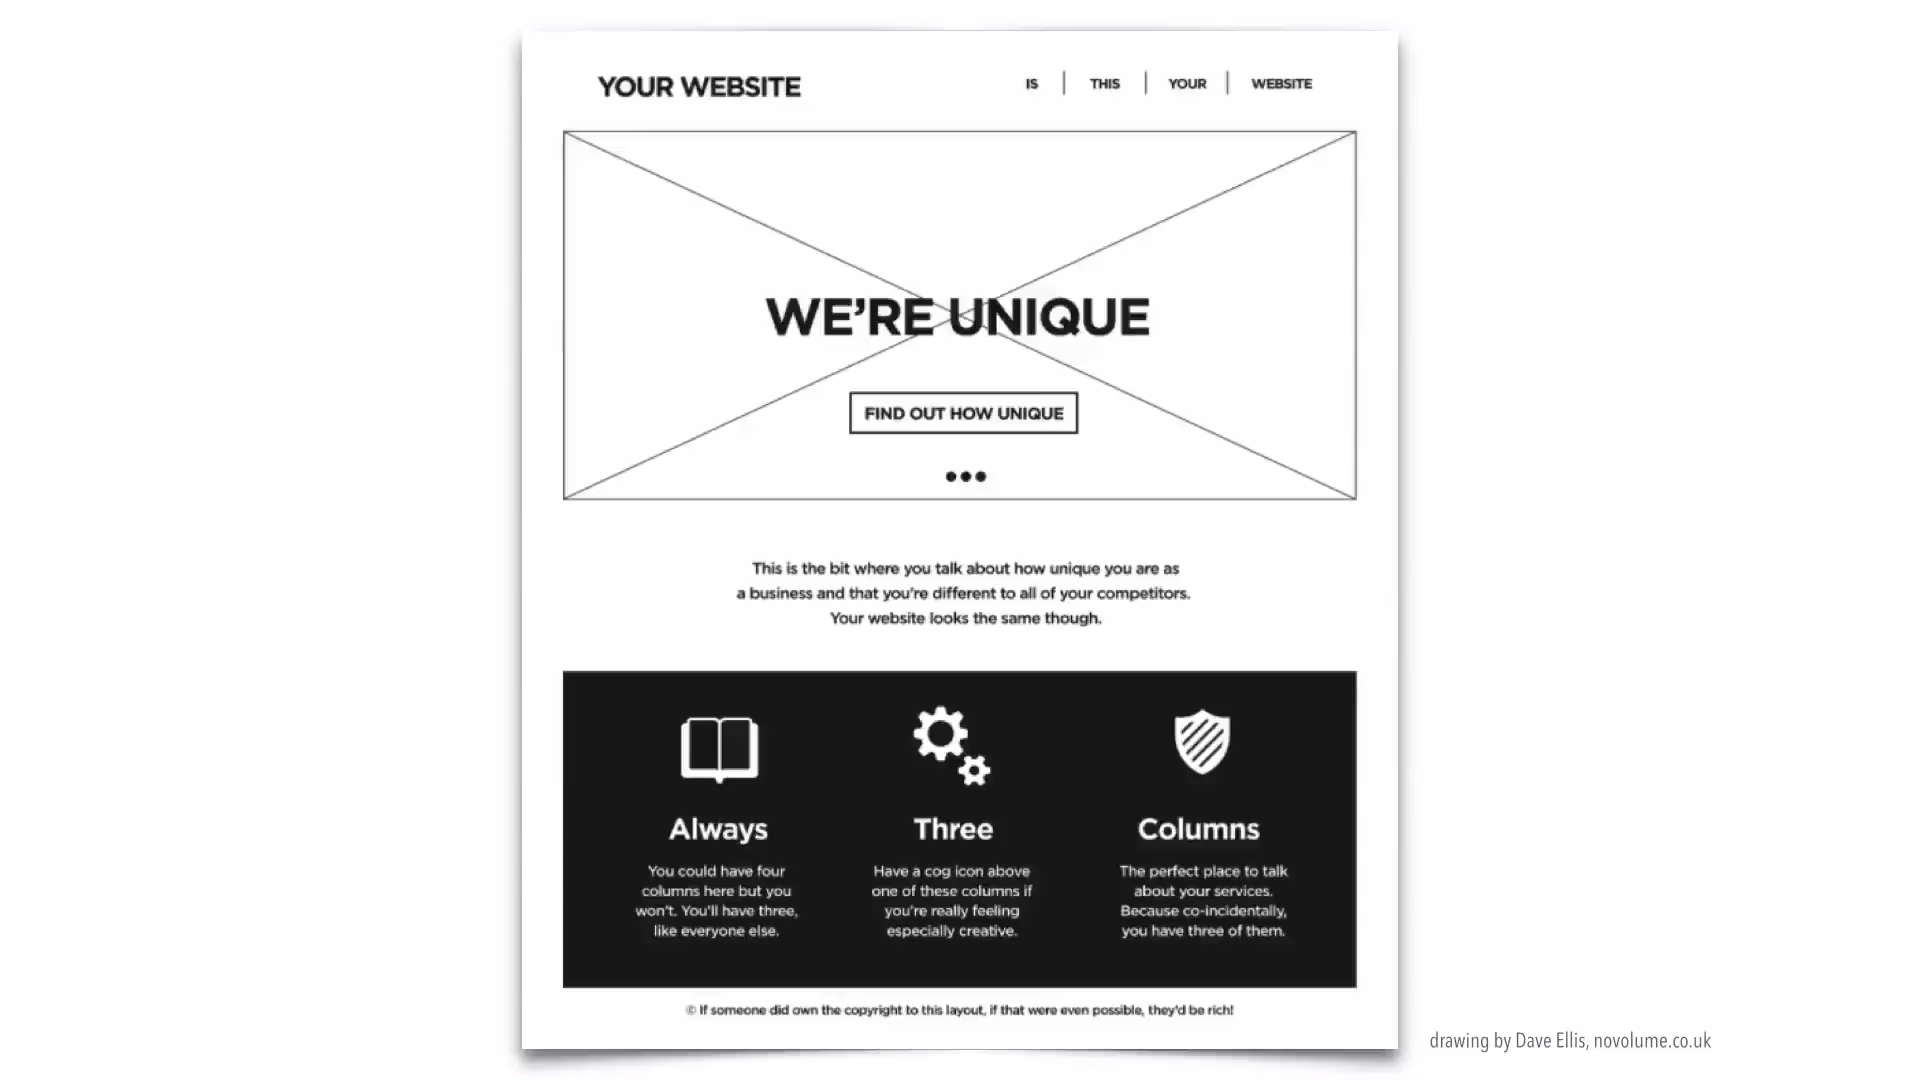 YOUR WEBSITE
IS | THIS | YOUR | WEBSITE
WE’RE UNIQUE
FIND OUT HOW UNIQUE
This is the bit where you talk about how unique you are as
a business and that you’re different to all of your competitors.
Your website looks the same though.
Always
You could have four
columns here but you
won’t. You’ll have three,
like everyone else.
Three
Have a cog icon above
one of these columns if
you’re really feeling
especially creative.
Columns
The perfect place to talk
about your services.
Because co-incidentally,
you have three of them.
© If someone did own the copyright to this layout, if that were even possible, they’d be rich!
drawing by Dave Ellis, novolume.co.uk